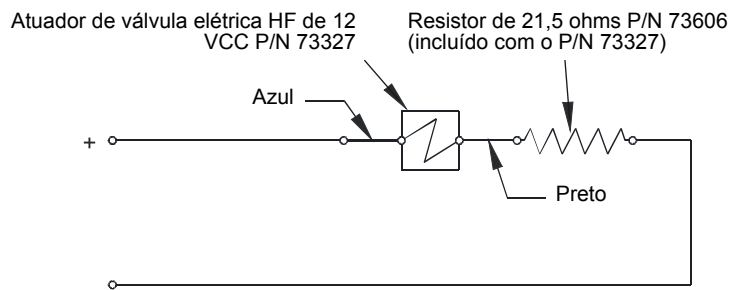 Atuador de válvula elétrica HF de 12
VCC P/N 73327
Resistor de 21,5 ohms P/N 73606
(incluído com o P/N 73327)
Azul
+
Preto